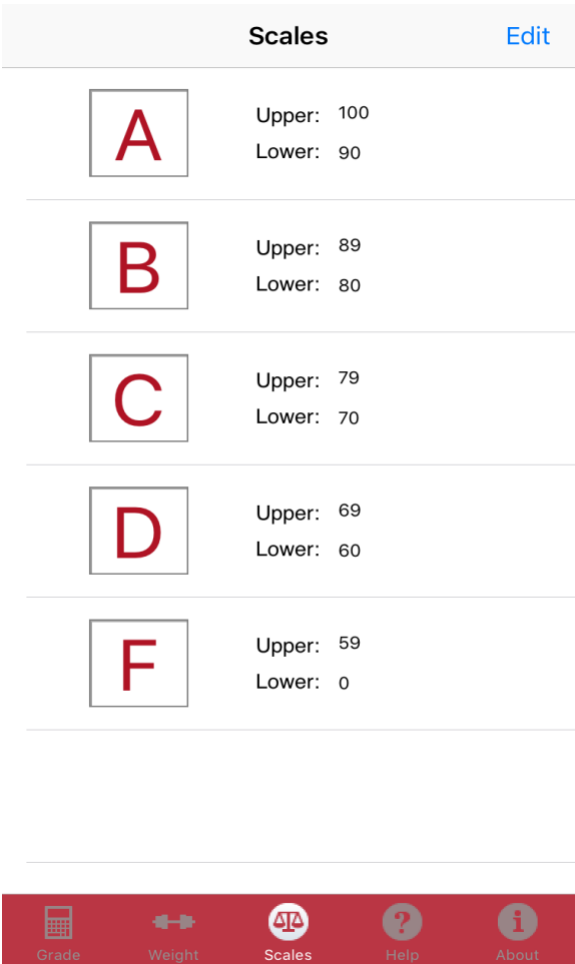 Scales Edit
A
Upper: 100
Lower: 90
B
Upper: 89
Lower: 80
C
Upper: 79
Lower: 70
D
Upper: 69
Lower: 60
F
Upper: 59
Lower: 0
Grade Weight Scales Help About